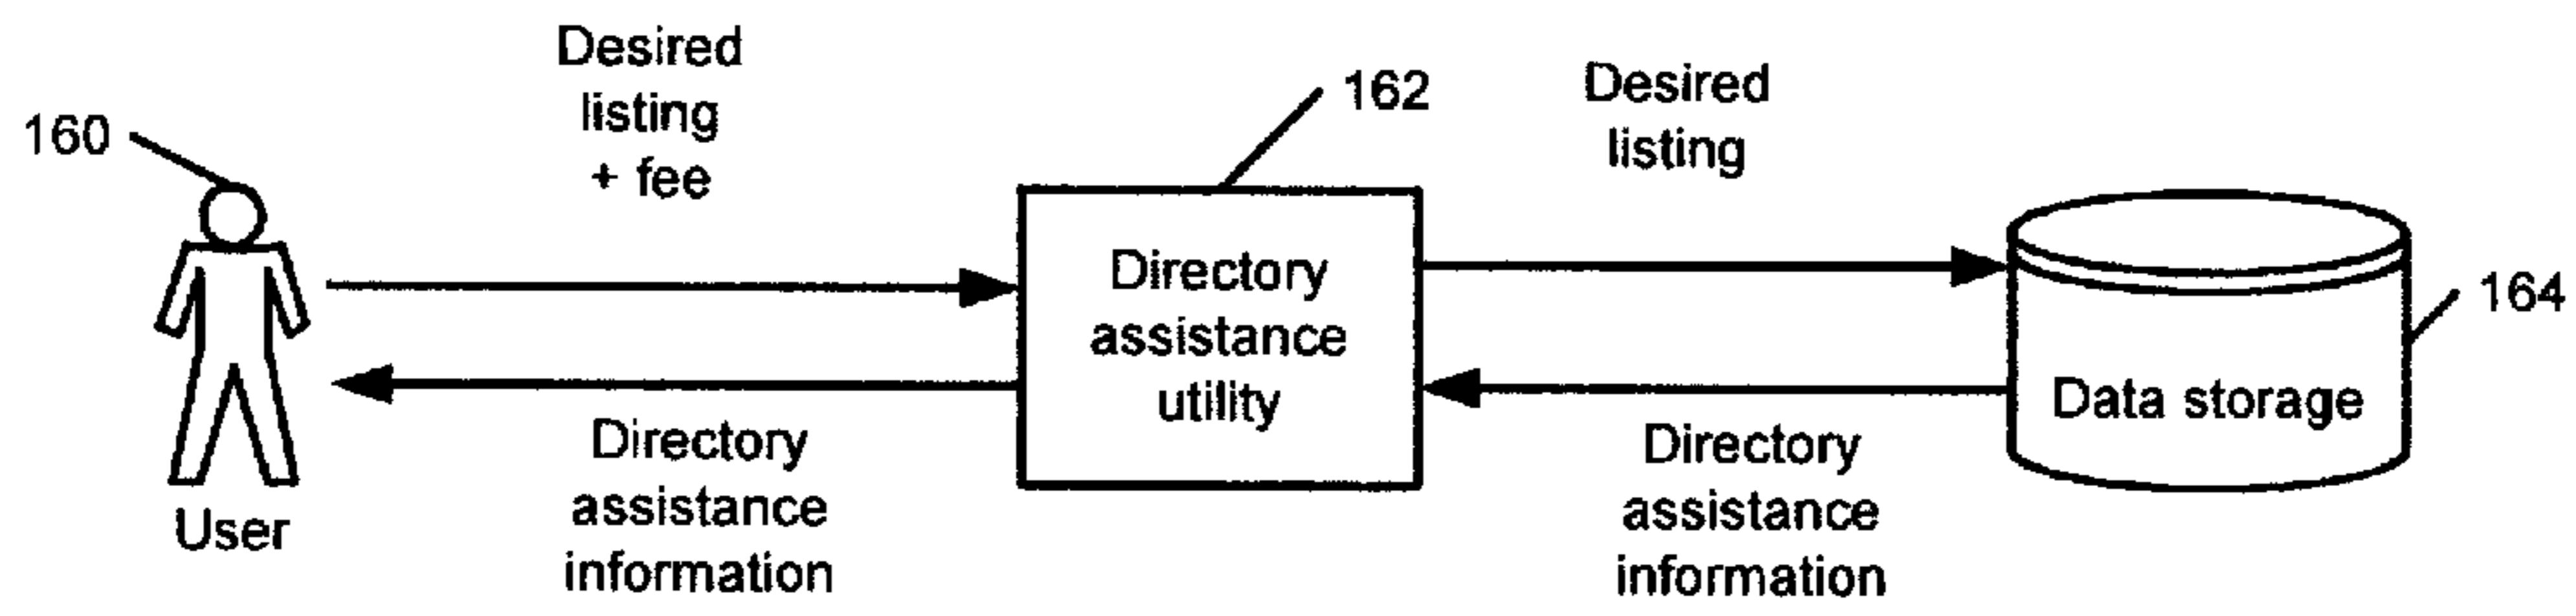 160
Desired
listing
+ fee
162
Desired
listing
164
Directory
assistance
utility
Data storage
User
Directory
assistance
information
Directory
assistance
information